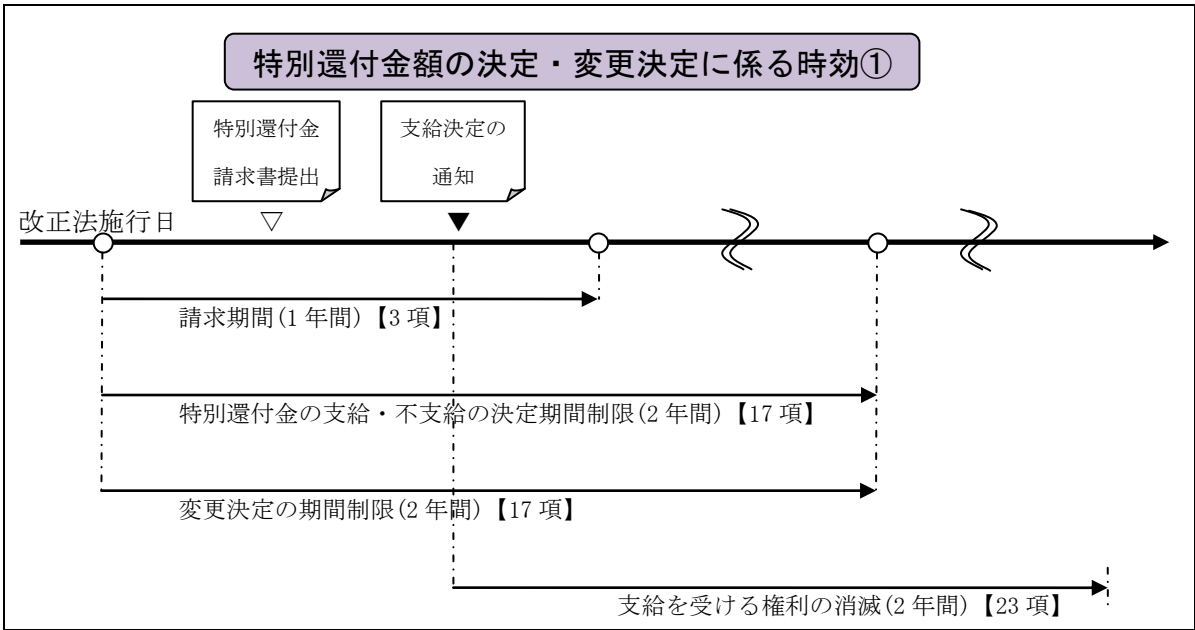 特別還付金額の決定・変更決定に係る時効①
特別還付金
請求書提出
支給決定の
通知
改正法施行日
▽
▼
請求期間(1年間)【3項】
特別還付金の支給・不支給の決定期間制限(2年間)【17項】
変更決定の期間制限(2年間)【17項】
支給を受ける権利の消滅(2年間)【23項】